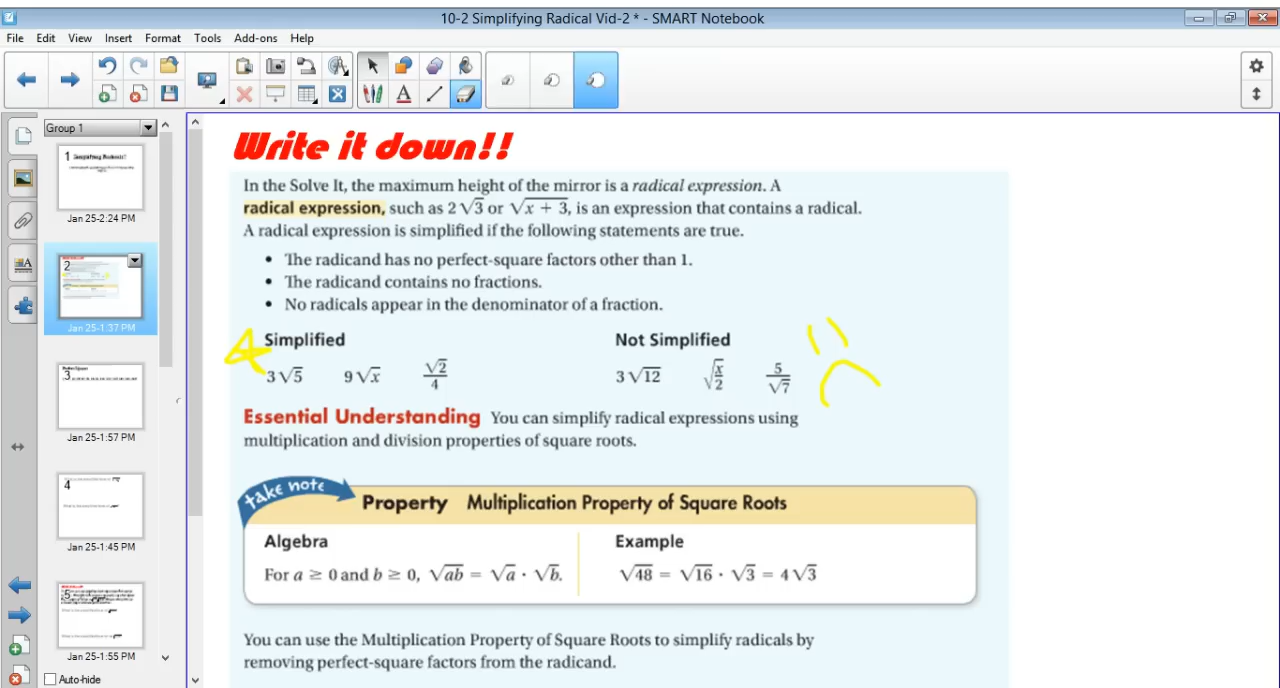 10-2 Simplifying Radical Vid-2 * - SMART Notebook
File Edit View Insert Format Tools Add-ons Help
Group 1
1 Simplifying Radicals!!
Jan 25-2:24 PM
2
Jan 25-1:37 PM
3
Jan 25-1:57 PM
4
Jan 25-1:45 PM
5
Jan 25-1:55 PM
Auto-hide
Write it down!!
In the Solve It, the maximum height of the mirror is a radical expression. A
radical expression, such as 2√3 or √x + 3, is an expression that contains a radical.
A radical expression is simplified if the following statements are true.
• The radicand has no perfect-square factors other than 1.
• The radicand contains no fractions.
• No radicals appear in the denominator of a fraction.
Simplified Not Simplified
3√5 9√x √2/4 3√12 √x/2 5/√7
Essential Understanding You can simplify radical expressions using
multiplication and division properties of square roots.
take note
Property Multiplication Property of Square Roots
Algebra Example
For a ≥ 0 and b ≥ 0, √ab = √a · √b. √48 = √16 · √3 = 4√3
You can use the Multiplication Property of Square Roots to simplify radicals by
removing perfect-square factors from the radicand.